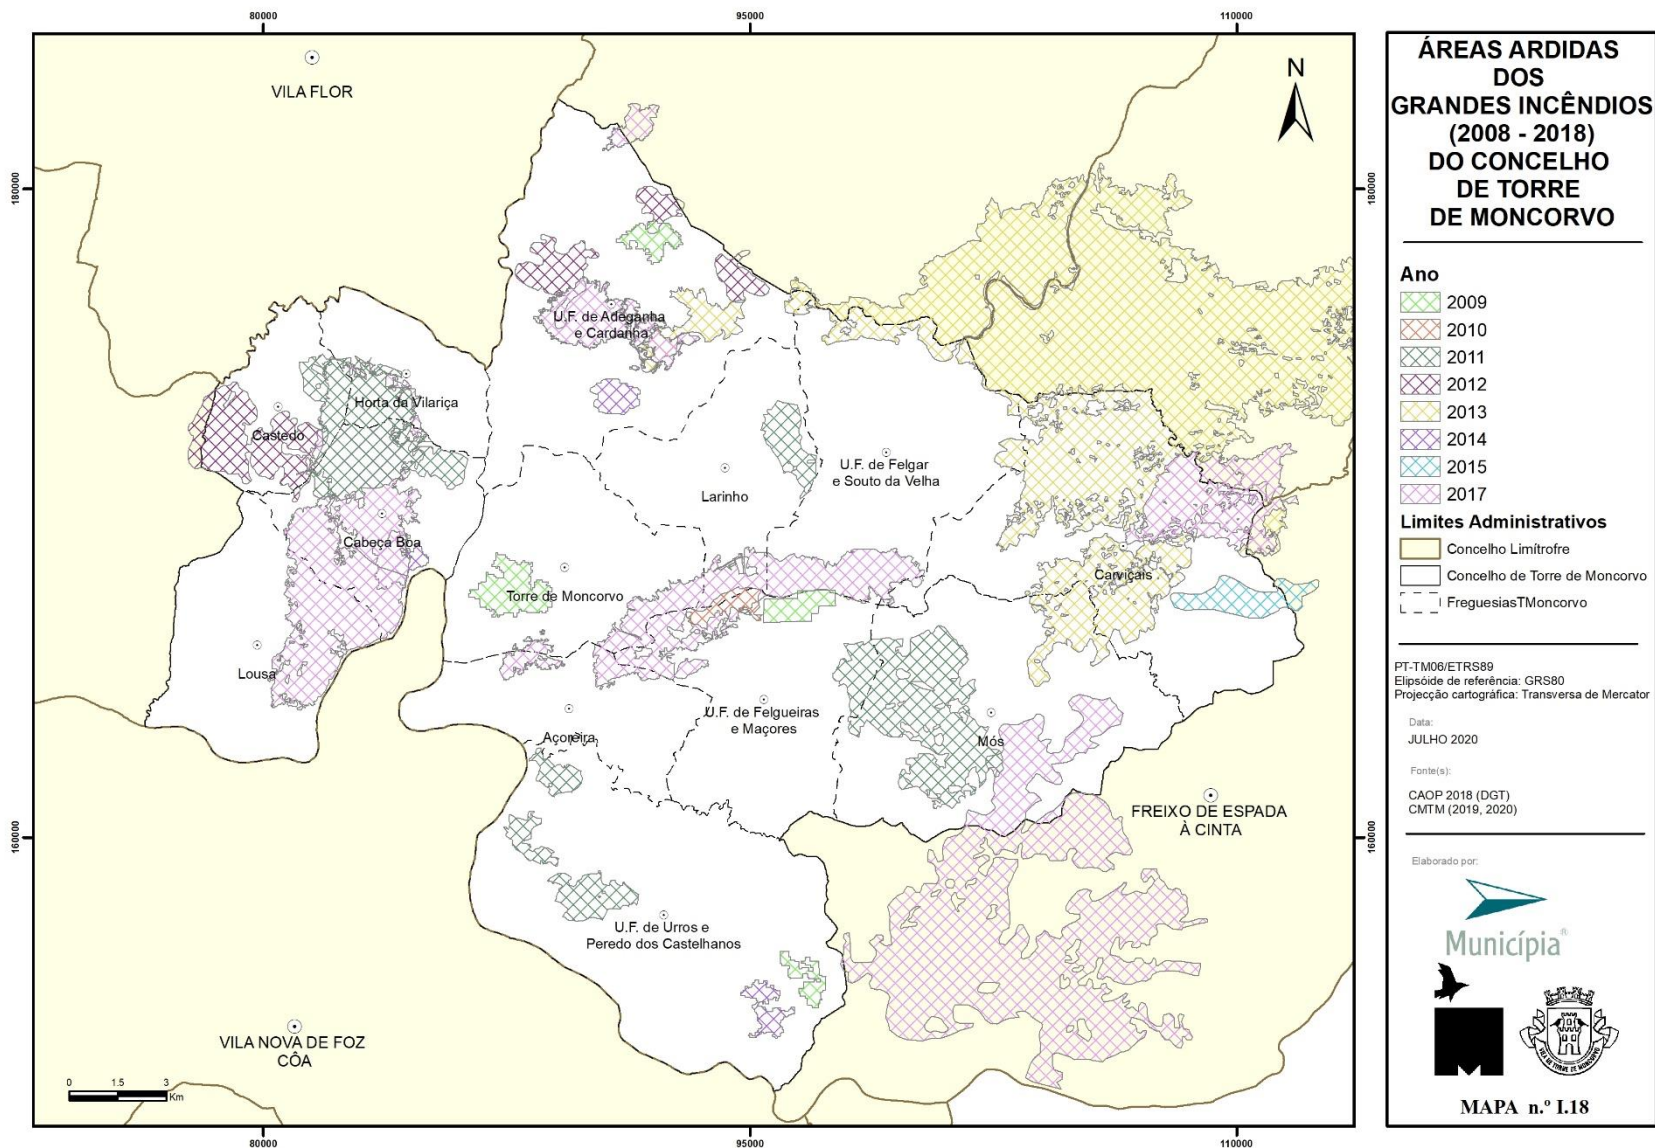 80000
95000
110000
180000
180000
160000
160000
80000
95000
110000
VILA FLOR
N
U.F. de Adeganha
e Cardanha
Horta da Vilariça
Castedo
Larinho
U.F. de Felgar
e Souto da Velha
Cabeça Boa
Torre de Moncorvo
Carviçais
Lousa
Açoreira
U.F. de Felgueiras
e Maçores
Mós
FREIXO DE ESPADA
À CINTA
U.F. de Urros e
Peredo dos Castelhanos
VILA NOVA DE FOZ
CÔA
0 1.5 3
Km
ÁREAS ARDIDAS
DOS
GRANDES INCÊNDIOS
(2008 - 2018)
DO CONCELHO
DE TORRE
DE MONCORVO
Ano
2009
2010
2011
2012
2013
2014
2015
2017
Limites Administrativos
Concelho Limítrofe
Concelho de Torre de Moncorvo
FreguesiasTMoncorvo
PT-TM06/ETRS89
Elipsóide de referência: GRS80
Projecção cartográfica: Transversa de Mercator
Data:
JULHO 2020
Fonte(s):
CAOP 2018 (DGT)
CMTM (2019, 2020)
Elaborado por:
Municípia®
VILA DE TORRE DE MONCORVO
MAPA n.º I.18